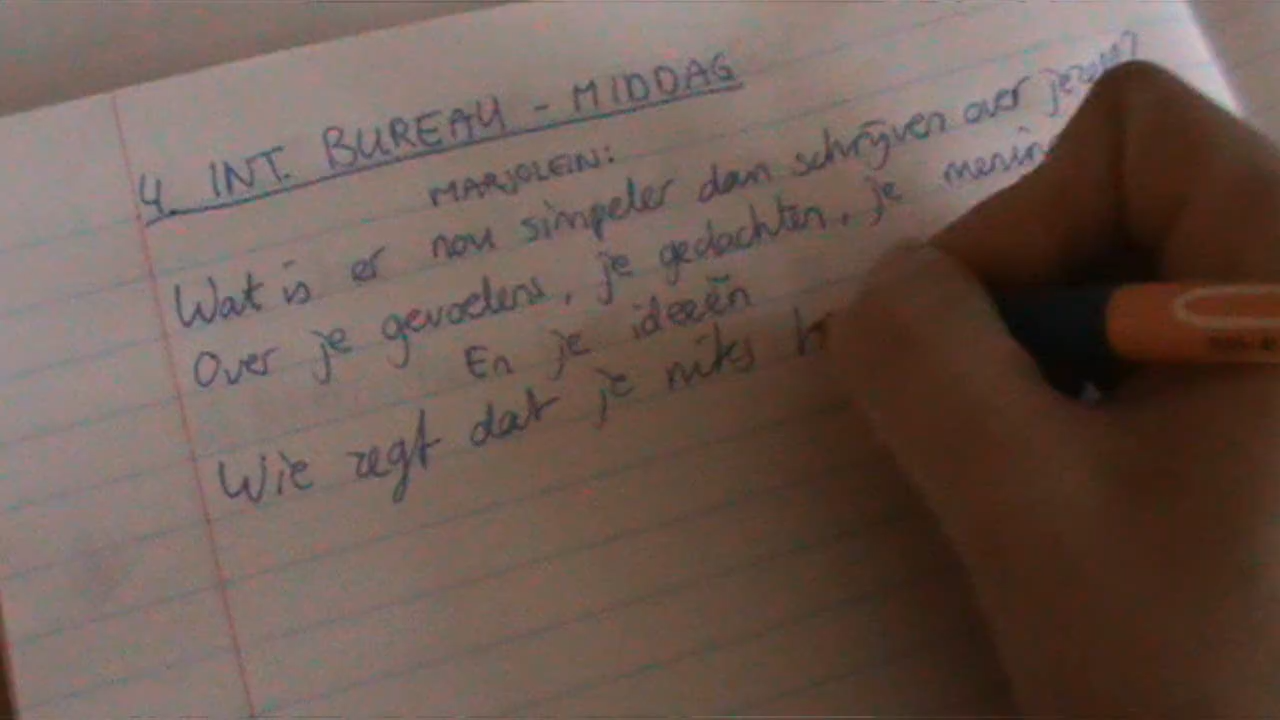 4. INT. BUREAU - MIDDAG
MARJOLEIN:
Wat is er nou simpeler dan schrijven over jezelf?
Over je gevoelens, je gedachten, je
En je ideeën
Wie zegt dat je niks